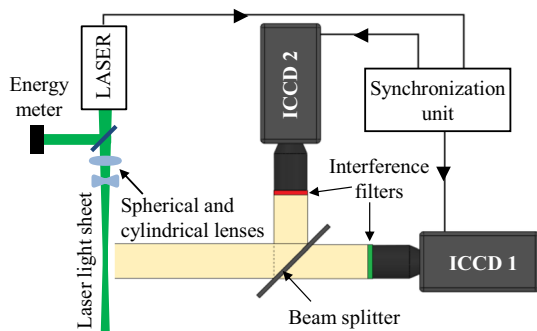 LASER
Energy
meter
ICCD 2
Synchronization
unit
Interference
filters
Spherical and
cylindrical lenses
Laser light sheet
ICCD 1
Beam splitter